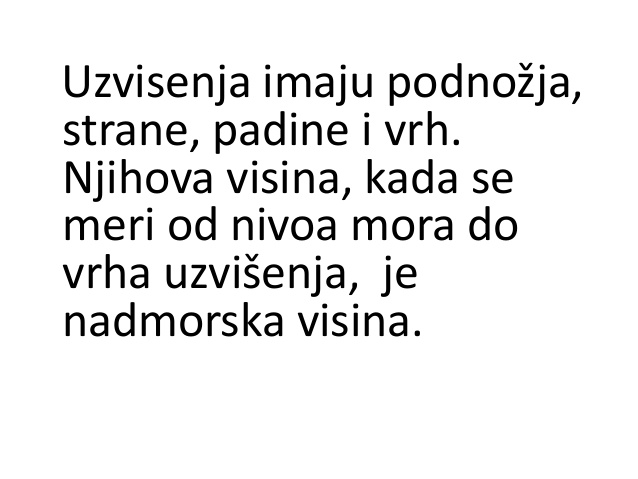 Uzvisenja imaju podnožja,
strane, padine i vrh.
Njihova visina, kada se
meri od nivoa mora do
vrha uzvišenja,  je
nadmorska visina.